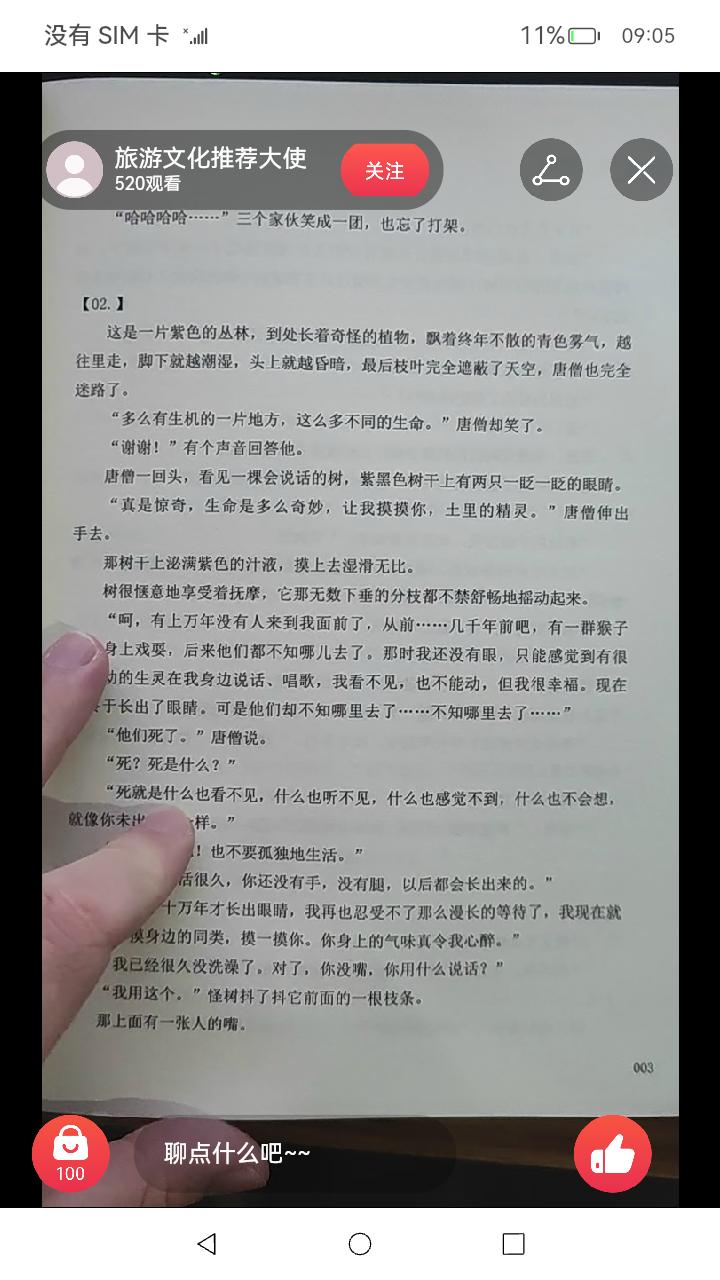 没有 SIM 卡
11%
09:05
旅游文化推荐大使
520观看
关注
“哈哈哈哈……”三个家伙笑成一团，也忘了打架。
【02.】
这是一片紫色的丛林，到处长着奇怪的植物，飘着终年不散的青色雾气，越
往里走，脚下就越潮湿，头上就越昏暗，最后枝叶完全遮蔽了天空，唐僧也完全
迷路了。
“多么有生机的一片地方，这么多不同的生命。”唐僧却笑了。
“谢谢！”有个声音回答他。
唐僧一回头，看见一棵会说话的树，紫黑色树干上有两只一眨一眨的眼睛。
“真是惊奇，生命是多么奇妙，让我摸摸你，土里的精灵。”唐僧伸出
手去。
那树干上泌满紫色的汁液，摸上去湿滑无比。
树很惬意地享受着抚摩，它那无数下垂的分枝都不禁舒畅地摇动起来。
“呵，有上万年没有人来到我面前了，从前……几千年前吧，有一群猴子
身上戏耍，后来他们都不知哪儿去了。那时我还没有眼，只能感觉到有很
的生灵在我身边说话、唱歌，我看不见，也不能动，但我很幸福。现在
于长出了眼睛。可是他们却不知哪里去了……不知哪里去了……”
“他们死了。”唐僧说。
“死？死是什么？”
“死就是什么也看不见，什么也听不见，什么也感觉不到，什么也不会想，
就像你未出 样。”
！也不要孤独地生活。”
活很久，你还没有手，没有腿，以后都会长出来的。”
十万年才长出眼睛，我再也忍受不了那么漫长的等待了，我现在就
摸身边的同类，摸一摸你。你身上的气味真令我心醉。”
我已经很久没洗澡了。对了，你没嘴，你用什么说话？”
“我用这个。”怪树抖了抖它前面的一根枝条。
那上面有一张人的嘴。
003
100
聊点什么吧~~